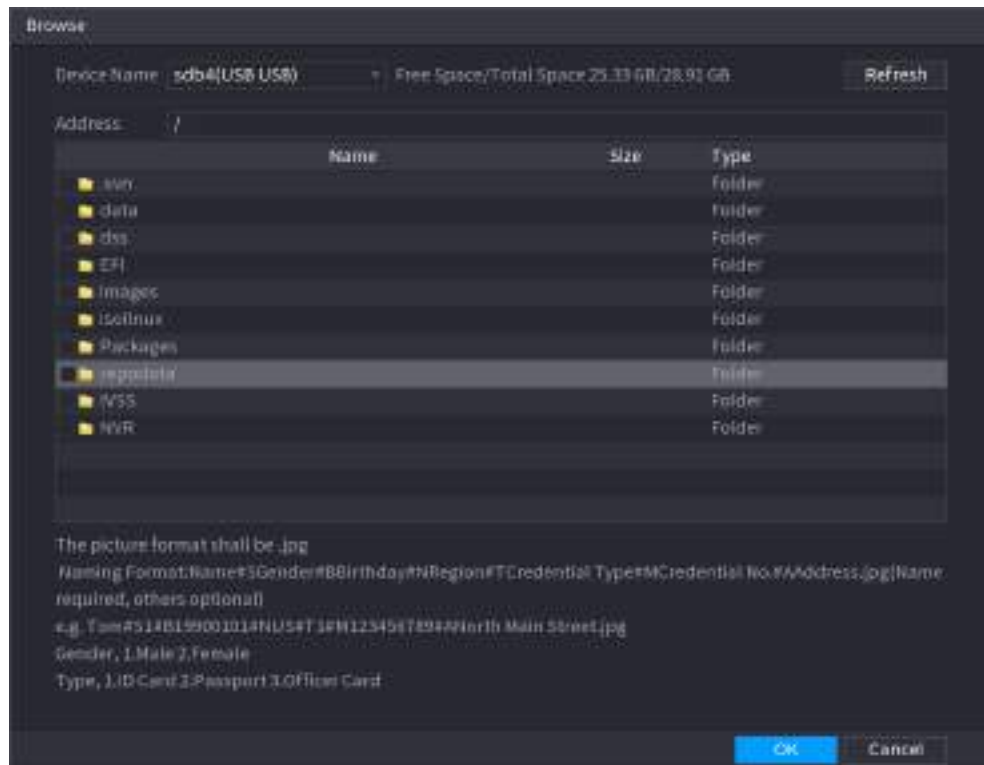 Browse
Device Name sdb4(USB USB) Free Space/Total Space 25.33 GB/28.91 GB Refresh
Address /
Name Size Type
.svn Folder
data Folder
dss Folder
EFI Folder
images Folder
isolinux Folder
Packages Folder
repodata Folder
IVSS Folder
NVR Folder
The picture format shall be .jpg
Naming Format:Name#SGender#BBirthday#NRegion#TCredential Type#MCredential No.#AAddress.jpg(Name
required, others optional)
e.g. Tom#S1#B19900101#NUS#T1#M123456789#ANorth Main Street.jpg
Gender, 1.Male 2.Female
Type, 1.ID Card 2.Passport 3.Officer Card
OK Cancel